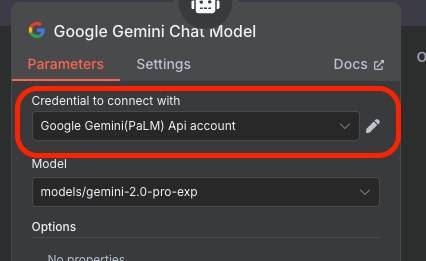 Google Gemini Chat Model
Parameters Settings Docs
Credential to connect with
Google Gemini(PaLM) Api account
Model
models/gemini-2.0-pro-exp
Options
No properties